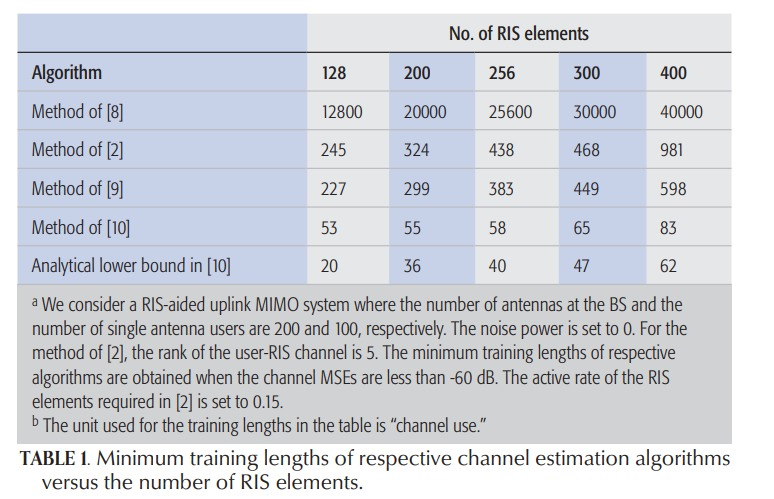 No. of RIS elements
Algorithm 128 200 256 300 400
Method of [8] 12800 20000 25600 30000 40000
Method of [2] 245 324 438 468 981
Method of [9] 227 299 383 449 598
Method of [10] 53 55 58 65 83
Analytical lower bound in [10] 20 36 40 47 62
a We consider a RIS-aided uplink MIMO system where the number of antennas at the BS and the
number of single antenna users are 200 and 100, respectively. The noise power is set to 0. For the
method of [2], the rank of the user-RIS channel is 5. The minimum training lengths of respective
algorithms are obtained when the channel MSEs are less than -60 dB. The active rate of the RIS
elements required in [2] is set to 0.15.
b The unit used for the training lengths in the table is “channel use.”
TABLE 1. Minimum training lengths of respective channel estimation algorithms
versus the number of RIS elements.